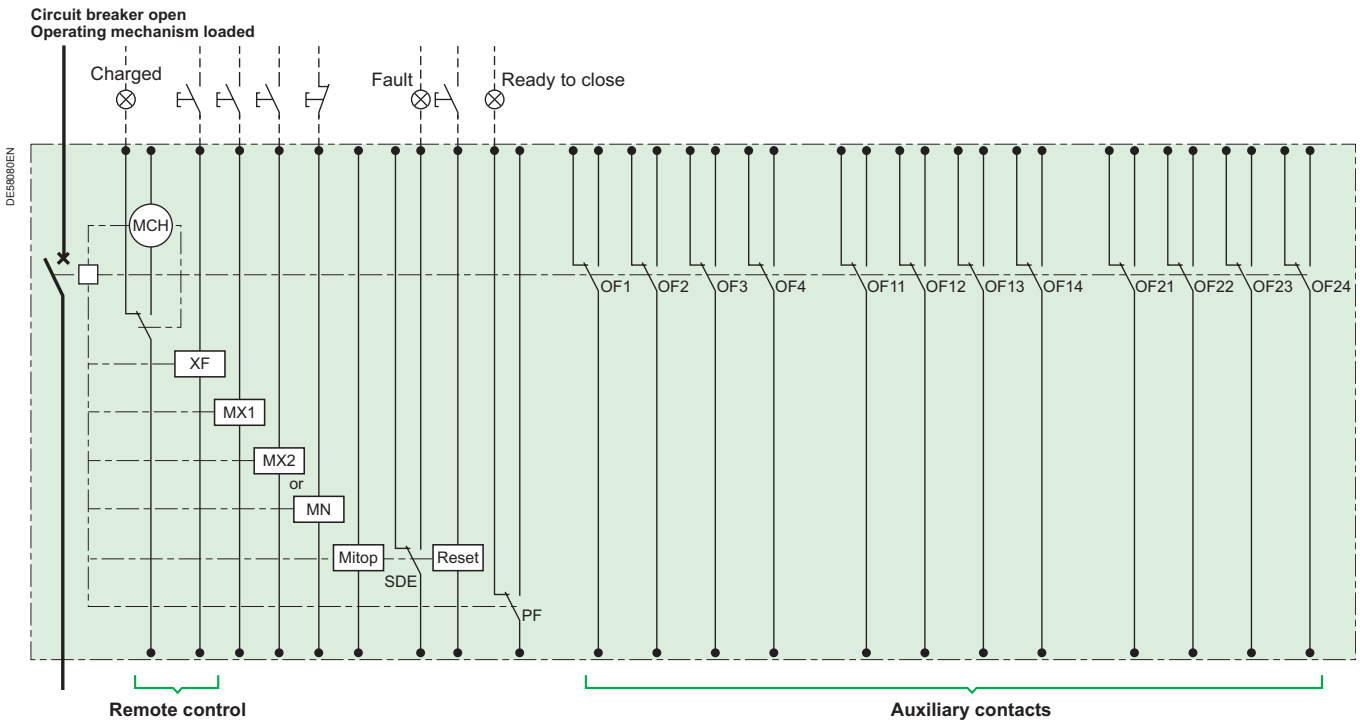 Circuit breaker open
Operating mechanism loaded
Charged
Fault
Ready to close
DE58080EN
MCH
OF1
OF2
OF3
OF4
OF11
OF12
OF13
OF14
OF21
OF22
OF23
OF24
XF
MX1
MX2
or
MN
Mitop
SDE
Reset
PF
Remote control
Auxiliary contacts